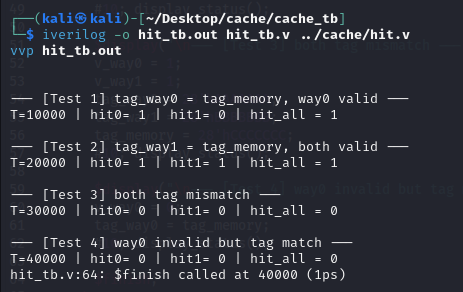 ┌──(kali㉿kali)-[~/Desktop/cache/cache_tb]
└─$ iverilog -o hit_tb.out hit_tb.v ../cache/hit.v
vvp hit_tb.out
--- [Test 1] tag_way0 = tag_memory, way0 valid ---
T=10000 | hit0= 1 | hit1= 0 | hit_all = 1
--- [Test 2] tag_way1 = tag_memory, both valid ---
T=20000 | hit0= 1 | hit1= 1 | hit_all = 1
--- [Test 3] both tag mismatch ---
T=30000 | hit0= 0 | hit1= 0 | hit_all = 0
--- [Test 4] way0 invalid but tag match ---
T=40000 | hit0= 0 | hit1= 0 | hit_all = 0
hit_tb.v:64: $finish called at 40000 (1ps)